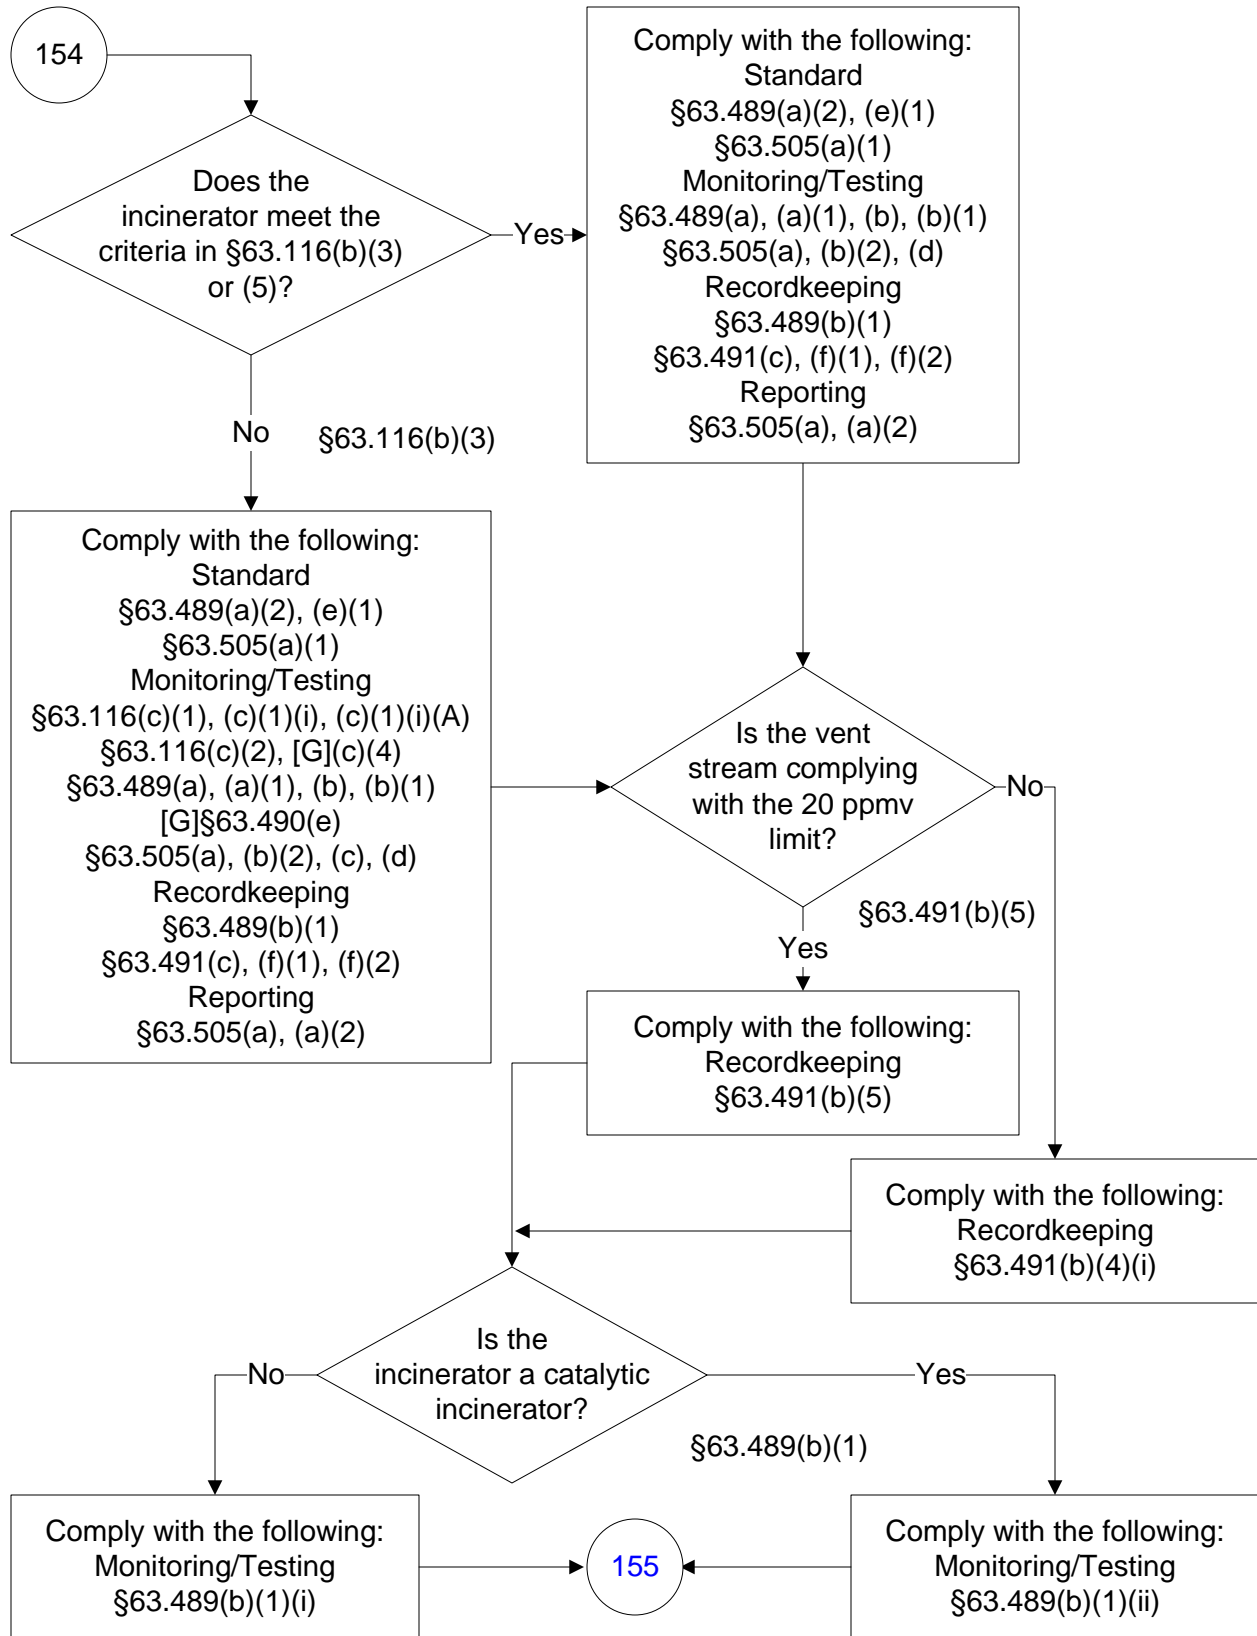 154
Does the
incinerator meet the
criteria in §63.116(b)(3)
or (5)?
Yes
Comply with the following:
Standard
§63.489(a)(2), (e)(1)
§63.505(a)(1)
Monitoring/Testing
§63.489(a), (a)(1), (b), (b)(1)
§63.505(a), (b)(2), (d)
Recordkeeping
§63.489(b)(1)
§63.491(c), (f)(1), (f)(2)
Reporting
§63.505(a), (a)(2)
No
§63.116(b)(3)
Comply with the following:
Standard
§63.489(a)(2), (e)(1)
§63.505(a)(1)
Monitoring/Testing
§63.116(c)(1), (c)(1)(i), (c)(1)(i)(A)
§63.116(c)(2), [G](c)(4)
§63.489(a), (a)(1), (b), (b)(1)
[G]§63.490(e)
§63.505(a), (b)(2), (c), (d)
Recordkeeping
§63.489(b)(1)
§63.491(c), (f)(1), (f)(2)
Reporting
§63.505(a), (a)(2)
Is the vent
stream complying
with the 20 ppmv
limit?
No
§63.491(b)(5)
Yes
Comply with the following:
Recordkeeping
§63.491(b)(5)
Comply with the following:
Recordkeeping
§63.491(b)(4)(i)
Is the
incinerator a catalytic
incinerator?
No
Yes
§63.489(b)(1)
Comply with the following:
Monitoring/Testing
§63.489(b)(1)(i)
155
Comply with the following:
Monitoring/Testing
§63.489(b)(1)(ii)